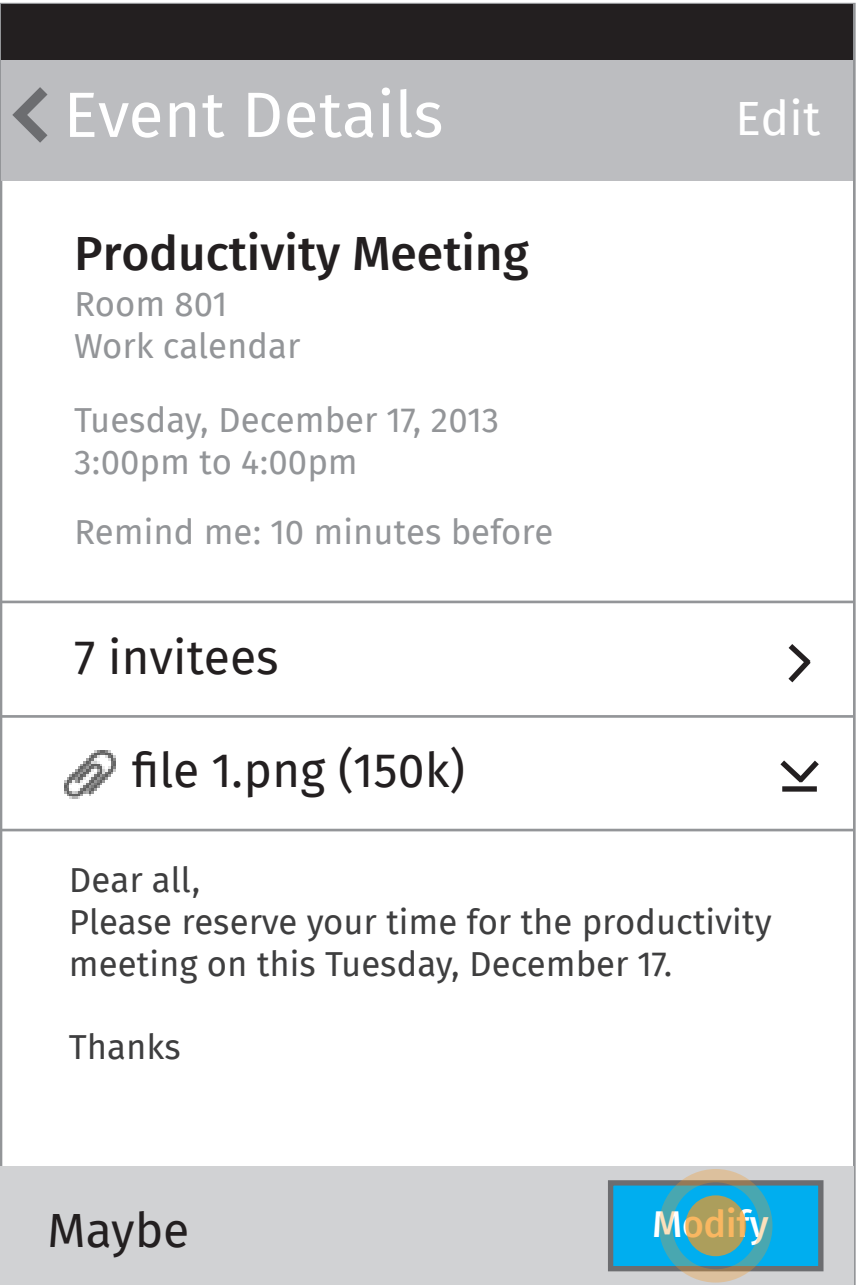 Event Details
Edit
Productivity Meeting
Room 801
Work calendar
Tuesday, December 17, 2013
3:00pm to 4:00pm
Remind me: 10 minutes before
7 invitees
file 1.png (150k)
Dear all,
Please reserve your time for the productivity
meeting on this Tuesday, December 17.
Thanks
Maybe
Modify